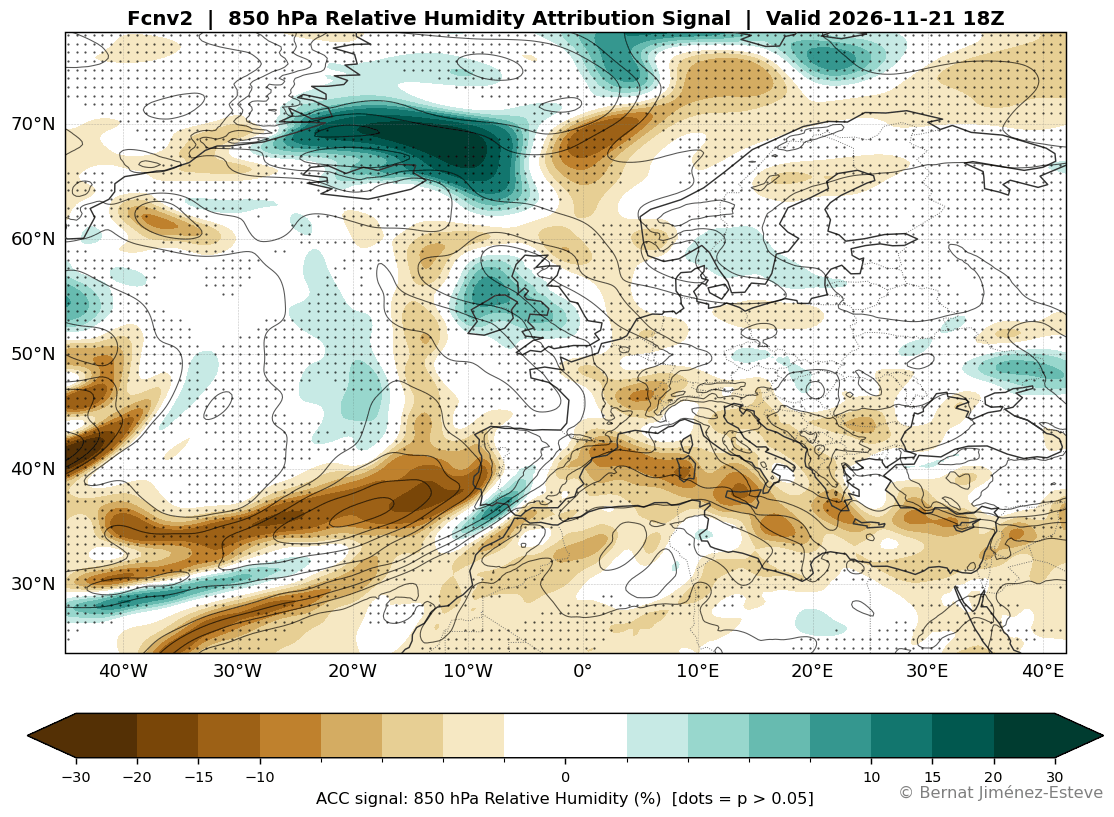 Fcnv2  |  850 hPa Relative Humidity Attribution Signal  |  Valid 2026-11-21 18Z
70°N
60°N
50°N
40°N
30°N
40°W 30°W 20°W 10°W 0° 10°E 20°E 30°E 40°E
−30 −20 −15 −10 0 10 15 20 30
ACC signal: 850 hPa Relative Humidity (%)  [dots = p > 0.05]
© Bernat Jiménez-Esteve